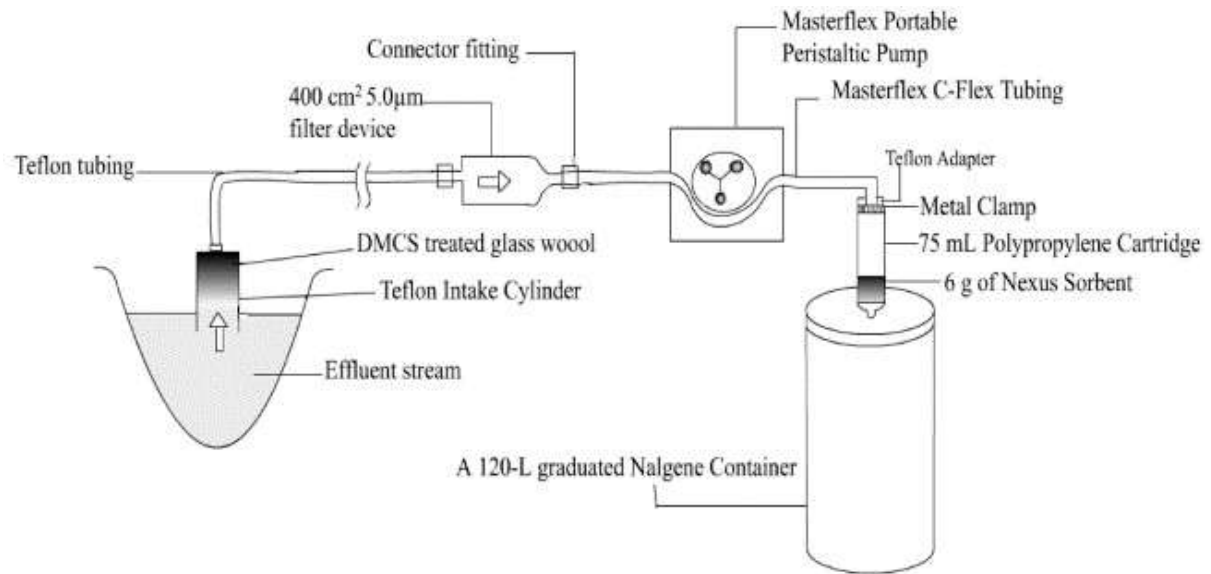 Masterflex Portable
Peristaltic Pump
Connector fitting
Masterflex C-Flex Tubing
400 cm² 5.0µm
filter device
Teflon tubing
Teflon Adapter
Metal Clamp
DMCS treated glass woool
75 mL Polypropylene Cartridge
Teflon Intake Cylinder
6 g of Nexus Sorbent
Effluent stream
A 120-L graduated Nalgene Container